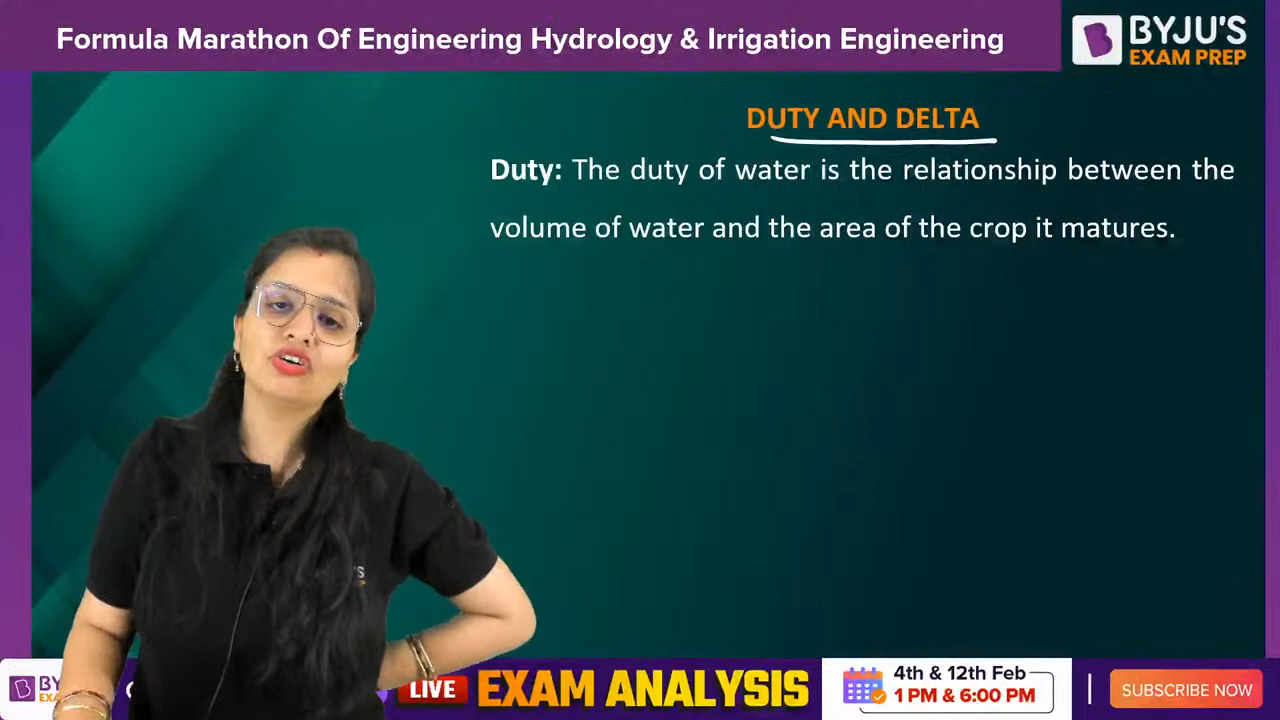 Formula Marathon Of Engineering Hydrology & Irrigation Engineering
BYJU'S
EXAM PREP
DUTY AND DELTA
Duty: The duty of water is the relationship between the
volume of water and the area of the crop it matures.
LIVE
EXAM ANALYSIS
4th & 12th Feb
1 PM & 6:00 PM
SUBSCRIBE NOW